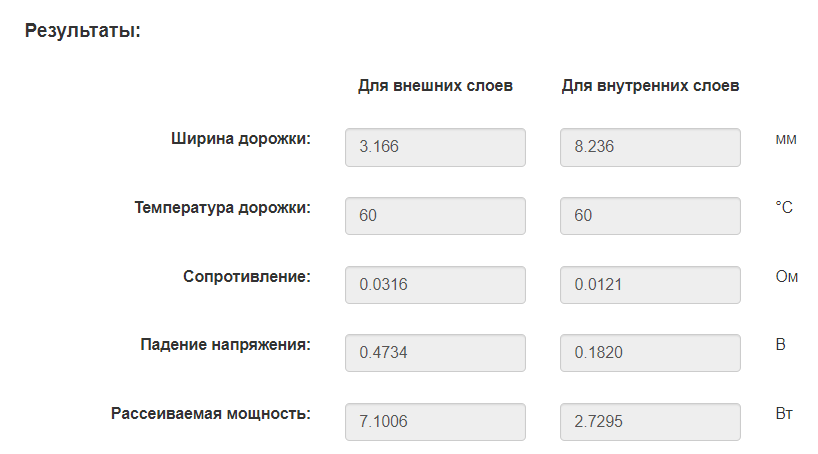 Результаты:
Для внешних слоев Для внутренних слоев
Ширина дорожки: 3.166 8.236 мм
Температура дорожки: 60 60 °C
Сопротивление: 0.0316 0.0121 Ом
Падение напряжения: 0.4734 0.1820 В
Рассеиваемая мощность: 7.1006 2.7295 Вт